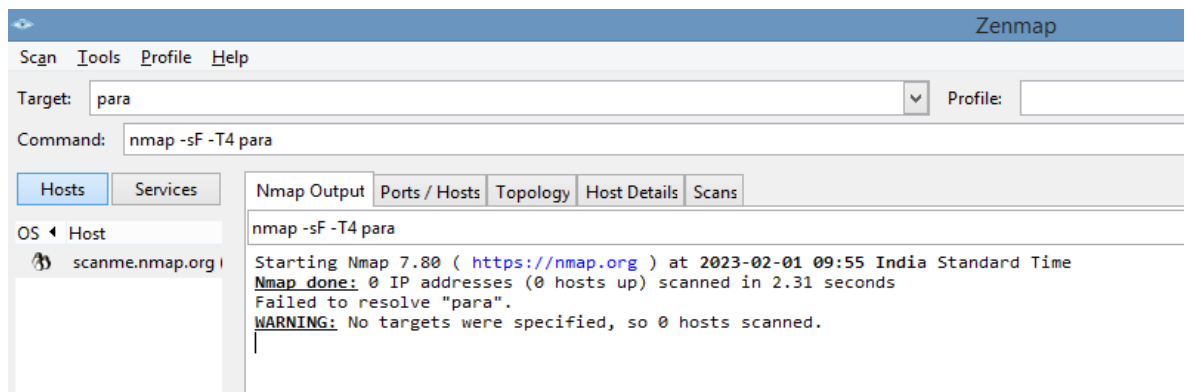 Zenmap
Scan Tools Profile Help
Target: para Profile:
Command: nmap -sF -T4 para
Hosts Services Nmap Output Ports / Hosts Topology Host Details Scans
OS Host nmap -sF -T4 para
scanme.nmap.org (
Starting Nmap 7.80 ( https://nmap.org ) at 2023-02-01 09:55 India Standard Time
Nmap done: 0 IP addresses (0 hosts up) scanned in 2.31 seconds
Failed to resolve "para".
WARNING: No targets were specified, so 0 hosts scanned.